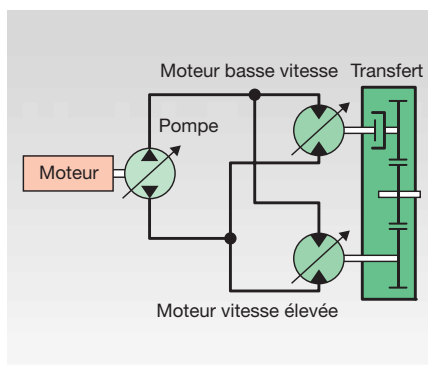 Moteur basse vitesse
Transfert
Pompe
Moteur
Moteur vitesse élevée